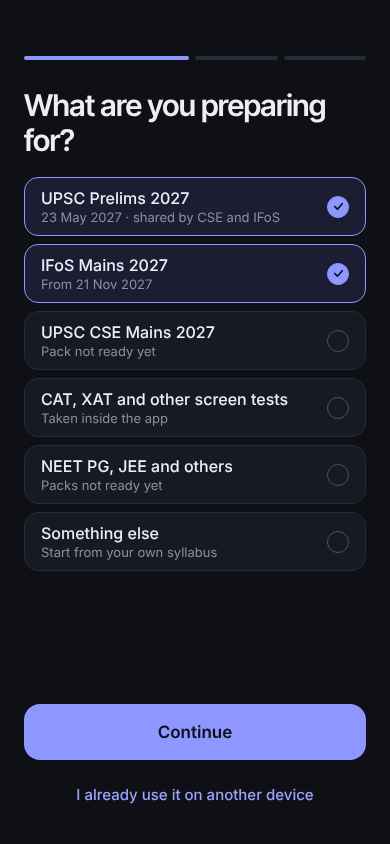 What are you preparing
for?
UPSC Prelims 2027
23 May 2027 · shared by CSE and IFoS
IFoS Mains 2027
From 21 Nov 2027
UPSC CSE Mains 2027
Pack not ready yet
CAT, XAT and other screen tests
Taken inside the app
NEET PG, JEE and others
Packs not ready yet
Something else
Start from your own syllabus
Continue
I already use it on another device